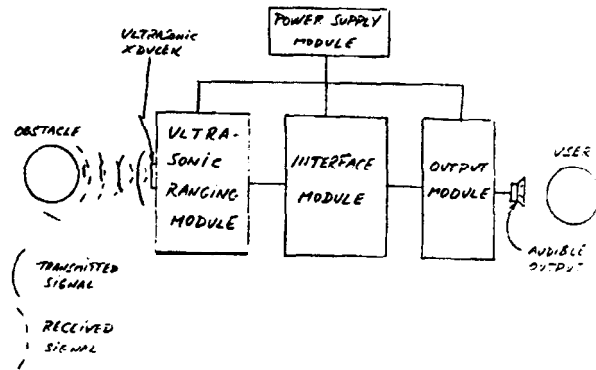 POWER SUPPLY
MODULE
ULTRASONIC
XDUCER
OBSTACLE
ULTRA-
SONIC
RANGING
MODULE
INTERFACE
MODULE
OUTPUT
MODULE
USER
AUDIBLE
OUTPUT
TRANSMITTED
SIGNAL
RECEIVED
SIGNAL